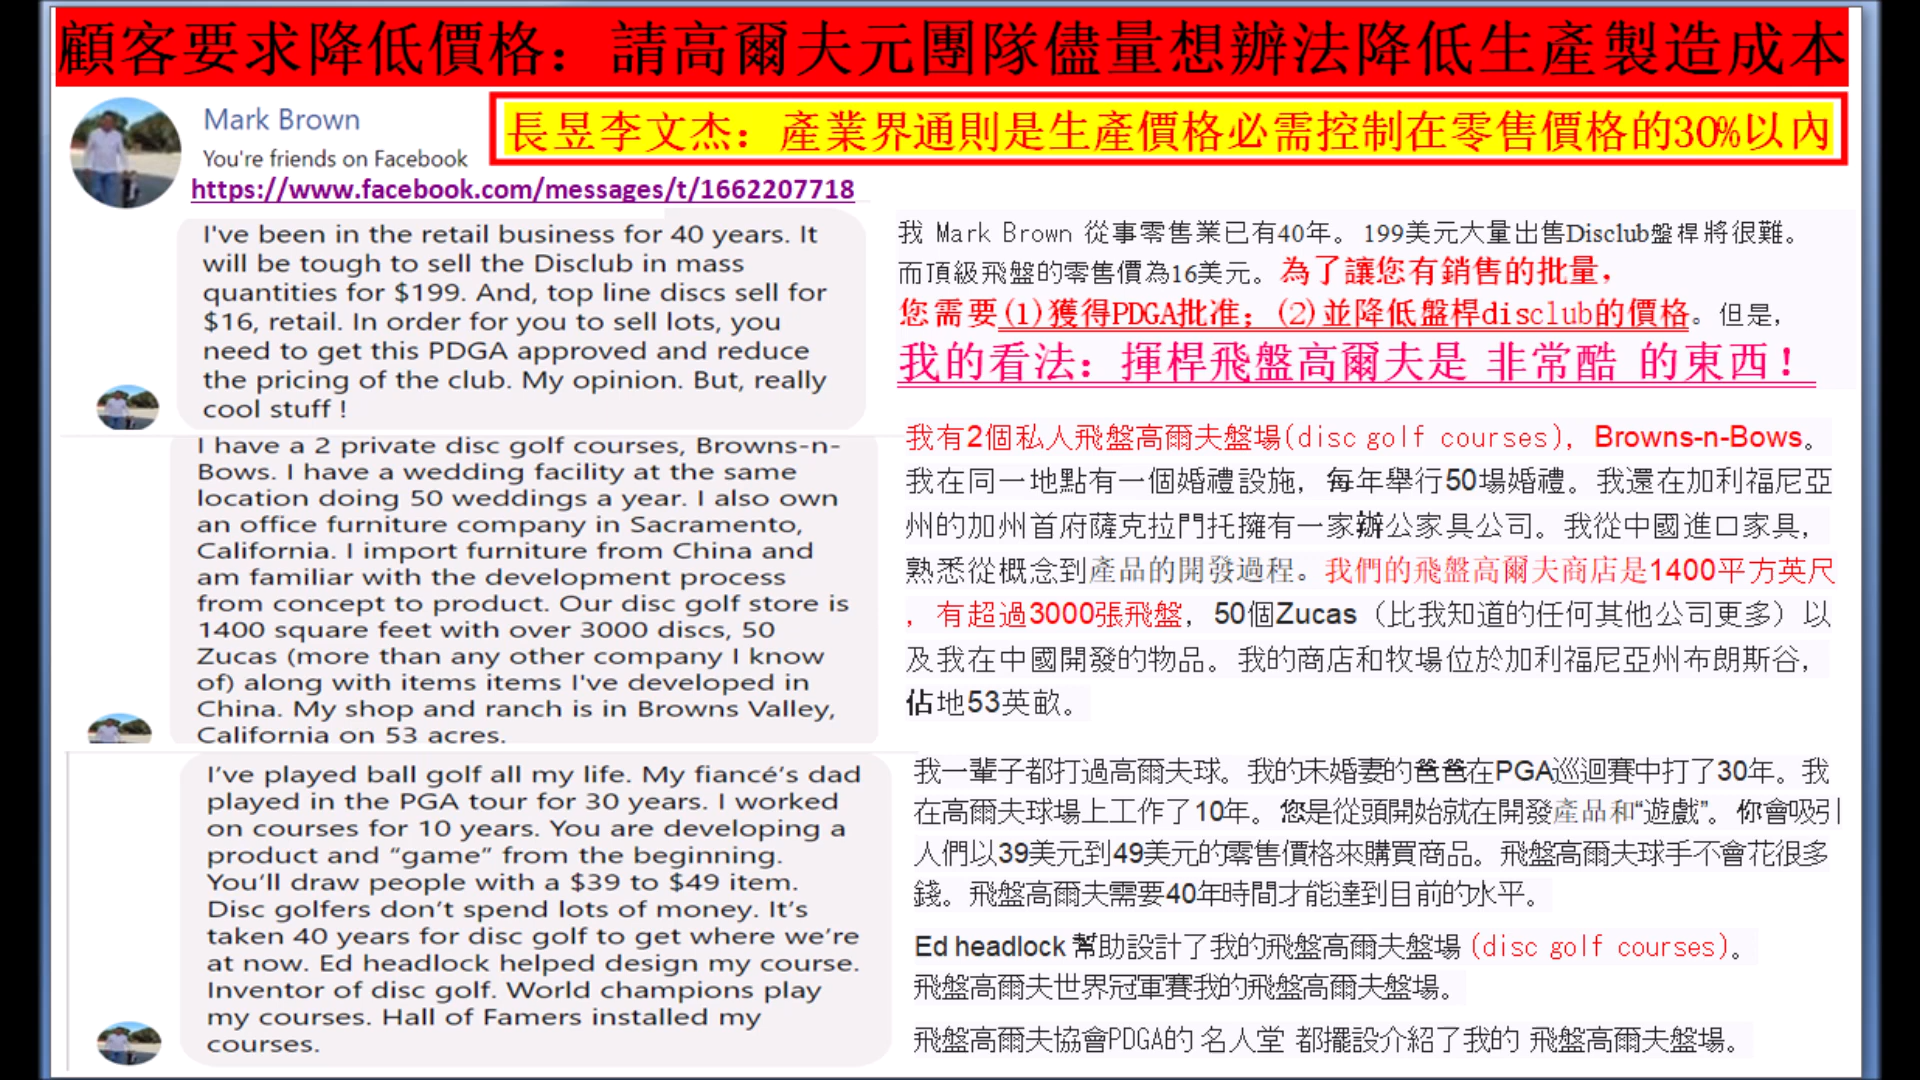 顧客要求降低價格：請高爾夫元團隊儘量想辦法降低生產製造成本
Mark Brown
You're friends on Facebook
長昱李文杰：產業界通則是生產價格必需控制在零售價格的30%以內
https://www.facebook.com/messages/t/1662207718
I've been in the retail business for 40 years. It
will be tough to sell the Disclub in mass
quantities for $199. And, top line discs sell for
$16, retail. In order for you to sell lots, you
need to get this PDGA approved and reduce
the pricing of the club. My opinion. But, really
cool stuff !
我 Mark Brown 從事零售業已有40年。199美元大量出售Disclub盤桿將很難。
而頂級飛盤的零售價為16美元。為了讓您有銷售的批量，
您需要(1)獲得PDGA批准；(2)並降低盤桿disclub的價格。但是，
我的看法：揮桿飛盤高爾夫是 非常酷 的東西！
I have a 2 private disc golf courses, Browns-n-
Bows. I have a wedding facility at the same
location doing 50 weddings a year. I also own
an office furniture company in Sacramento,
California. I import furniture from China and
am familiar with the development process
from concept to product. Our disc golf store is
1400 square feet with over 3000 discs, 50
Zucas (more than any other company I know
of) along with items items I've developed in
China. My shop and ranch is in Browns Valley,
California on 53 acres.
我有2個私人飛盤高爾夫盤場(disc golf courses)，Browns-n-Bows。
我在同一地點有一個婚禮設施，每年舉行50場婚禮。我還在加利福尼亞
州的加州首府薩克拉門托擁有一家辦公家具公司。我從中國進口家具，
熟悉從概念到產品的開發過程。我們的飛盤高爾夫商店是1400平方英尺
，有超過3000張飛盤，50個Zucas（比我知道的任何其他公司更多）以
及我在中國開發的物品。我的商店和牧場位於加利福尼亞州布朗斯谷，
佔地53英畝。
I’ve played ball golf all my life. My fiancé’s dad
played in the PGA tour for 30 years. I worked
on courses for 10 years. You are developing a
product and “game” from the beginning.
You’ll draw people with a $39 to $49 item.
Disc golfers don’t spend lots of money. It’s
taken 40 years for disc golf to get where we’re
at now. Ed headlock helped design my course.
Inventor of disc golf. World champions play
my courses. Hall of Famers installed my
courses.
我一輩子都打過高爾夫球。我的未婚妻的爸爸在PGA巡迴賽中打了30年。我
在高爾夫球場上工作了10年。您是從頭開始就在開發產品和“遊戲”。你會吸引
人們以39美元到49美元的零售價格來購買商品。飛盤高爾夫球手不會花很多
錢。飛盤高爾夫需要40年時間才能達到目前的水平。
Ed headlock 幫助設計了我的飛盤高爾夫盤場 (disc golf courses)。
飛盤高爾夫世界冠軍賽我的飛盤高爾夫盤場。
飛盤高爾夫協會PDGA的 名人堂 都擺設介紹了我的 飛盤高爾夫盤場。